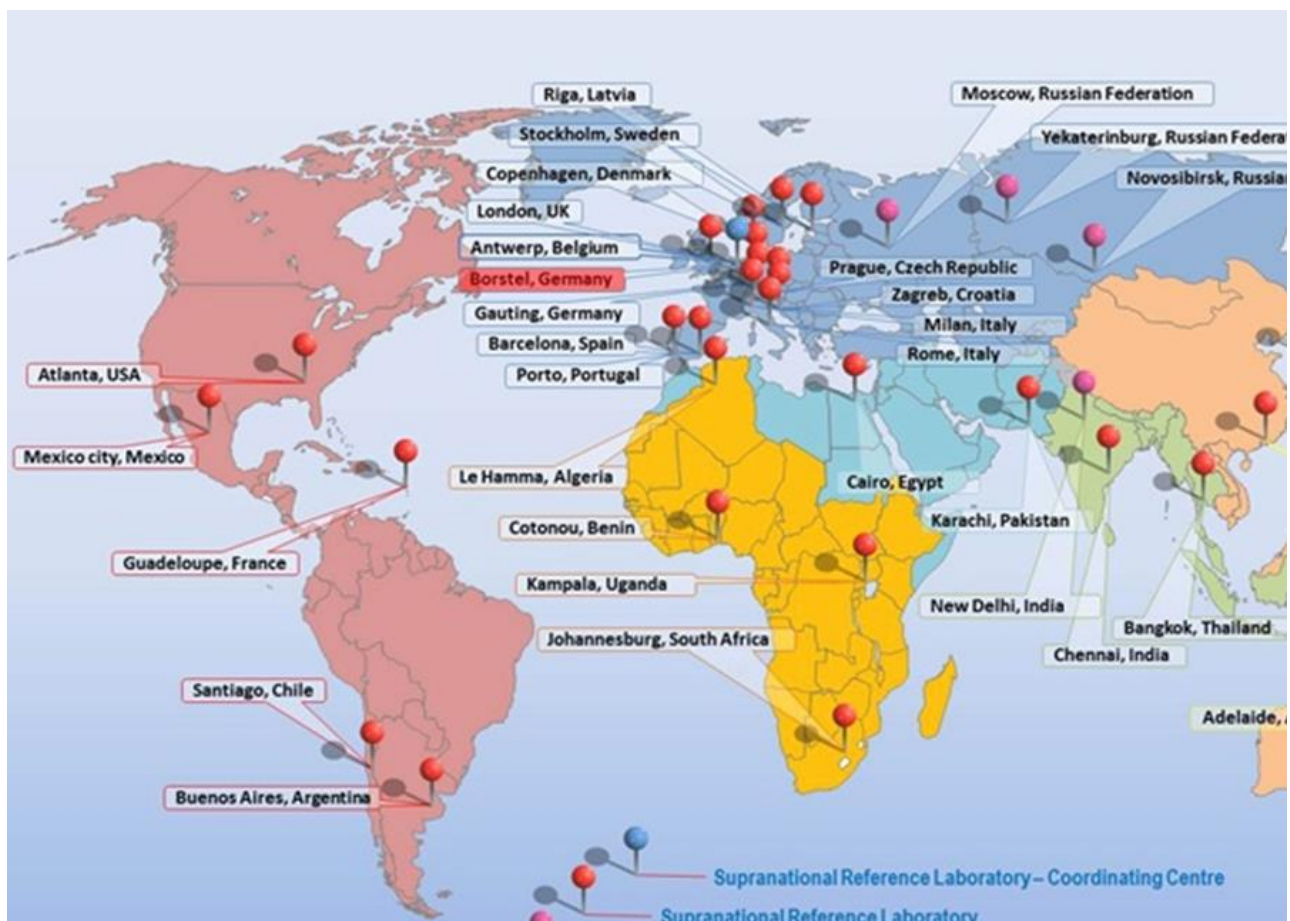 Riga, Latvia
Moscow, Russian Federation
Stockholm, Sweden
Yekaterinburg, Russian Federa
Copenhagen, Denmark
Novosibirsk, Russian
London, UK
Antwerp, Belgium
Prague, Czech Republic
Borstel, Germany
Zagreb, Croatia
Gauting, Germany
Milan, Italy
Barcelona, Spain
Rome, Italy
Porto, Portugal
Atlanta, USA
Mexico city, Mexico
Le Hamma, Algeria
Cairo, Egypt
Cotonou, Benin
Karachi, Pakistan
Guadeloupe, France
Kampala, Uganda
New Delhi, India
Bangkok, Thailand
Johannesburg, South Africa
Chennai, India
Santiago, Chile
Adelaide,
Buenos Aires, Argentina
Supranational Reference Laboratory – Coordinating Centre
Supranational Reference Laboratory